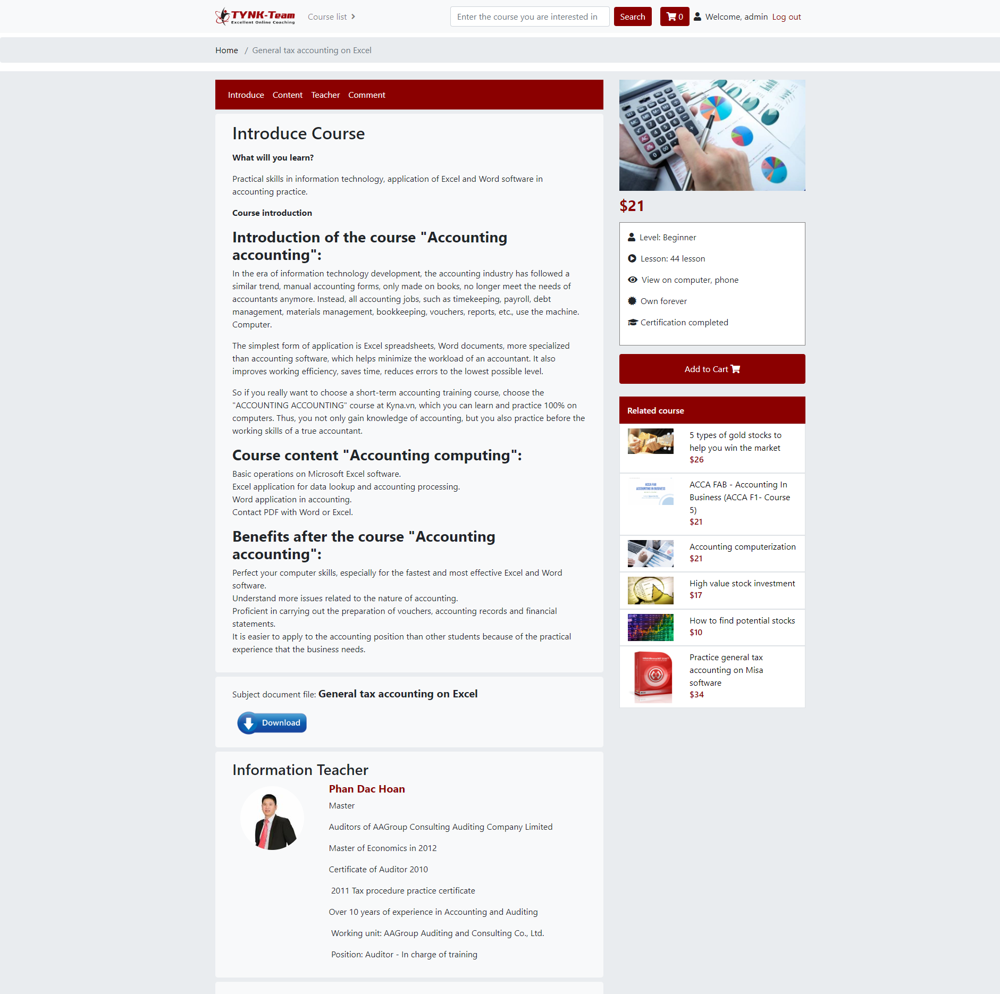 TYNK-Team
Excellent Online Coaching
Course list
Enter the course you are interested in
Search
0
Welcome, admin
Log out
Home / General tax accounting on Excel
Introduce Content Teacher Comment
Introduce Course
What will you learn?
Practical skills in information technology, application of Excel and Word software in
accounting practice.
Course introduction
Introduction of the course "Accounting
accounting":
In the era of information technology development, the accounting industry has followed a
similar trend, manual accounting forms, only made on books, no longer meet the needs of
accountants anymore. Instead, all accounting jobs, such as timekeeping, payroll, debt
management, materials management, bookkeeping, vouchers, reports, etc., use the machine.
Computer.
The simplest form of application is Excel spreadsheets, Word documents, more specialized
than accounting software, which helps minimize the workload of an accountant. It also
improves working efficiency, saves time, reduces errors to the lowest possible level.
So if you really want to choose a short-term accounting training course, choose the
"ACCOUNTING ACCOUNTING" course at Kyna.vn, which you can learn and practice 100% on
computers. Thus, you not only gain knowledge of accounting, but you also practice before the
working skills of a true accountant.
Course content "Accounting computing":
Basic operations on Microsoft Excel software.
Excel application for data lookup and accounting processing.
Word application in accounting.
Contact PDF with Word or Excel.
Benefits after the course "Accounting
accounting":
Perfect your computer skills, especially for the fastest and most effective Excel and Word
software.
Understand more issues related to the nature of accounting.
Proficient in carrying out the preparation of vouchers, accounting records and financial
statements.
It is easier to apply to the accounting position than other students because of the practical
experience that the business needs.
Subject document file: General tax accounting on Excel
Download
Information Teacher
Phan Dac Hoan
Master
Auditors of AAGroup Consulting Auditing Company Limited
Master of Economics in 2012
Certificate of Auditor 2010
2011 Tax procedure practice certificate
Over 10 years of experience in Accounting and Auditing
Working unit: AAGroup Auditing and Consulting Co., Ltd.
Position: Auditor - In charge of training
$21
Level: Beginner
Lesson: 44 lesson
View on computer, phone
Own forever
Certification completed
Add to Cart
Related course
5 types of gold stocks to
help you win the market
$26
ACCA FAB
ACCOUNTING IN BUSINESS
ACCA FAB - Accounting In
Business (ACCA F1- Course
5)
$21
Accounting computerization
$21
High value stock investment
$17
How to find potential stocks
$10
Practice general tax
accounting on Misa
software
$34